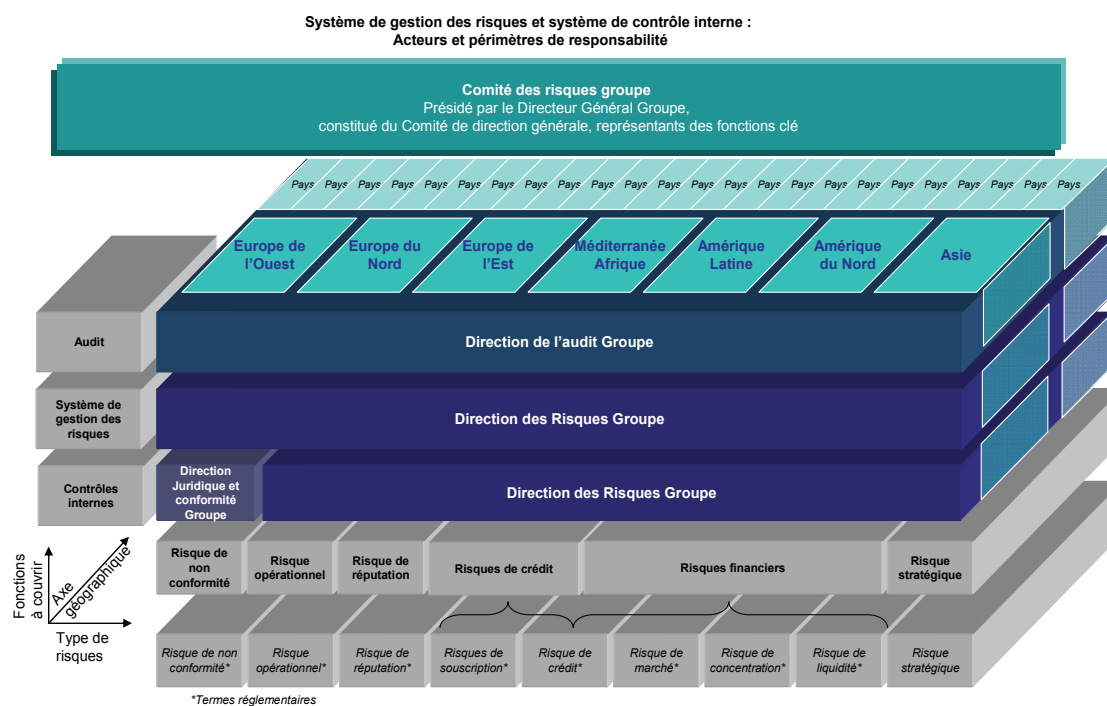 Système de gestion des risques et système de contrôle interne :
Acteurs et périmètres de responsabilité
Comité des risques groupe
Présidé par le Directeur Général Groupe,
constitué du Comité de direction générale, représentants des fonctions clé
Pays Pays Pays Pays Pays Pays Pays Pays Pays Pays Pays Pays Pays Pays Pays Pays Pays Pays Pays Pays Pays Pays Pays Pays
Europe de
l'Ouest
Europe du
Nord
Europe de
l'Est
Méditerranée
Afrique
Amérique
Latine
Amérique
du Nord
Asie
Audit
Direction de l'audit Groupe
Système de
gestion des
risques
Direction des Risques Groupe
Contrôles
internes
Direction
Juridique et
conformité
Groupe
Direction des Risques Groupe
Fonctions
à couvrir
Axe
géographique
Type de
risques
Risque de
non
conformité
Risque
opérationnel
Risque de
réputation
Risques de crédit
Risques financiers
Risque
stratégique
Risque de non
conformité*
Risque
opérationnel*
Risque de
réputation*
Risques de
souscription*
Risque de
crédit*
Risque de
marché*
Risque de
concentration*
Risque de
liquidité*
Risque
stratégique
*Termes réglementaires